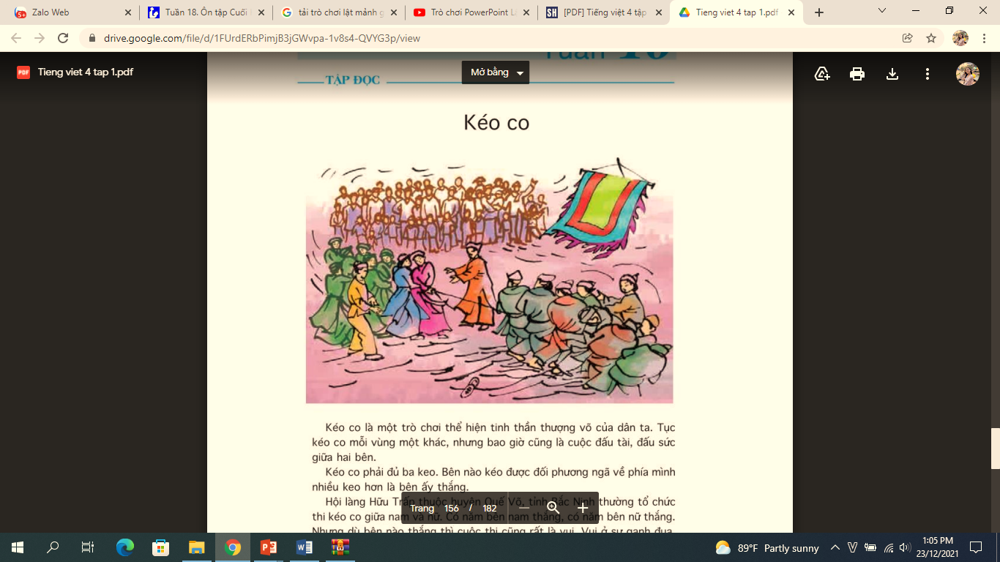 Zalo Web
Tuần 18. Ôn tập Cuối
tải trò chơi lật mảnh g
Trò chơi PowerPoint L
[PDF] Tiếng việt 4 tập
Tieng viet 4 tap 1.pdf
drive.google.com/file/d/1FUrdERbPimjB3jGWvpa-1v8s4-QVYG3p/view
PDF Tieng viet 4 tap 1.pdf
Tuần
Mở bằng
TẬP ĐỌC
Kéo co
Kéo co là một trò chơi thể hiện tinh thần thượng võ của dân ta. Tục
kéo co mỗi vùng một khác, nhưng bao giờ cũng là cuộc đấu tài, đấu sức
giữa hai bên.
Kéo co phải đủ ba keo. Bên nào kéo được đối phương ngã về phía mình
nhiều keo hơn là bên ấy thắng.
Hội làng Hữu Trấp thuộc huyện Quế Võ, tỉnh Bắc Ninh thường tổ chức
thi kéo co giữa nam và nữ. Có năm bên nam thắng, có năm bên nữ thắng.
Nhưng dù bên nào thắng thì cuộc thi cũng rất là vui. Vui ở sự ganh đua,
Trang 156 / 182
89°F Partly sunny
1:05 PM
23/12/2021